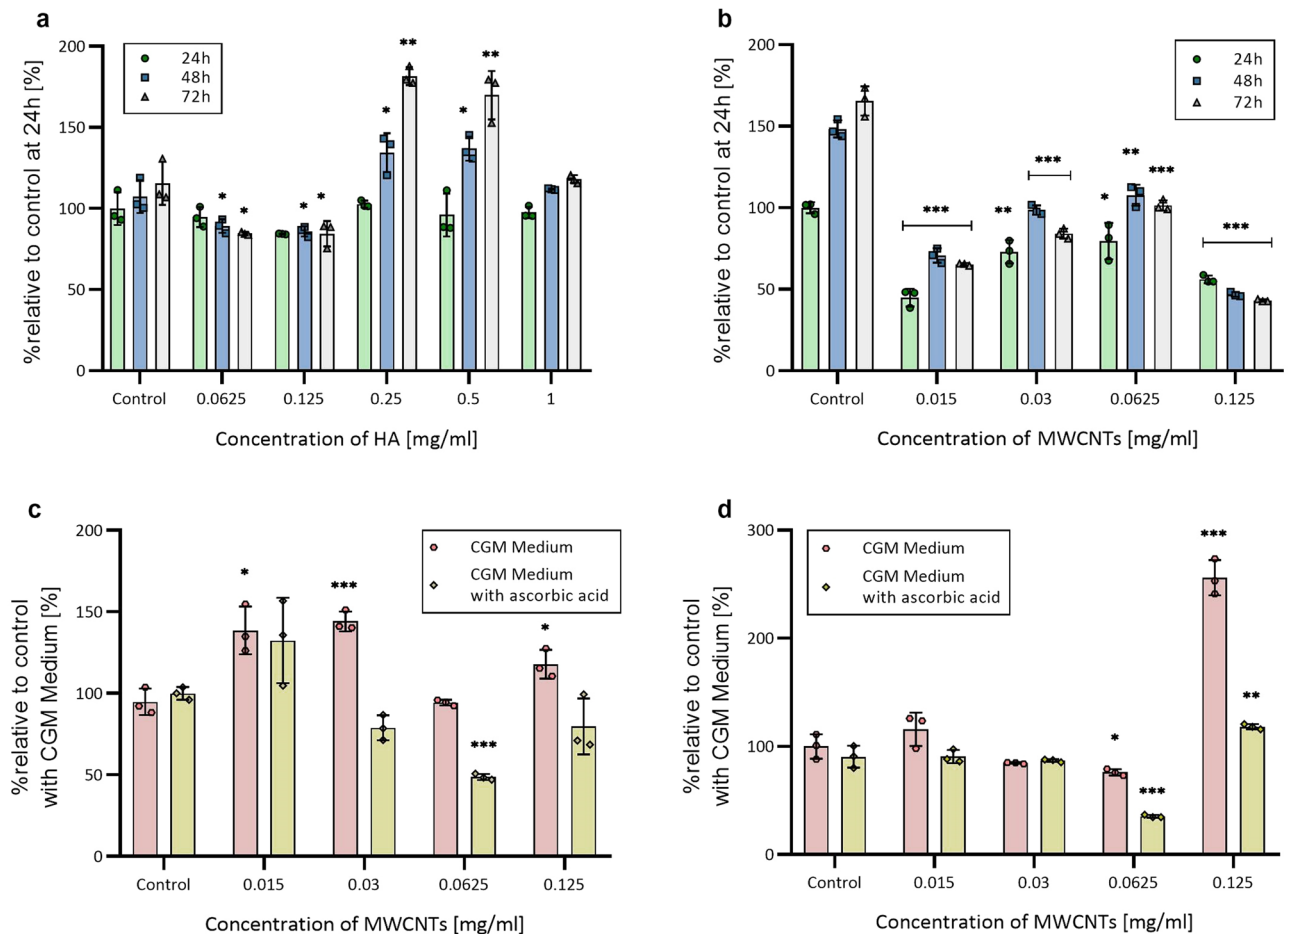 a
%relative to control at 24h [%]
200
150
100
50
0
24h
48h
72h
* * * * * ** * **
Control 0.0625 0.125 0.25 0.5 1
Concentration of HA [mg/ml]
b
%relative to control at 24h [%]
200
150
100
50
0
24h
48h
72h
*** ** *** * ** *** ***
Control 0.015 0.03 0.0625 0.125
Concentration of MWCNTs [mg/ml]
c
%relative to control
with CGM Medium [%]
200
150
100
50
0
CGM Medium
CGM Medium
with ascorbic acid
* *** *** *
Control 0.015 0.03 0.0625 0.125
Concentration of MWCNTs [mg/ml]
d
%relative to control
with CGM Medium [%]
300
200
100
0
CGM Medium
CGM Medium
with ascorbic acid
* *** *** **
Control 0.015 0.03 0.0625 0.125
Concentration of MWCNTs [mg/ml]